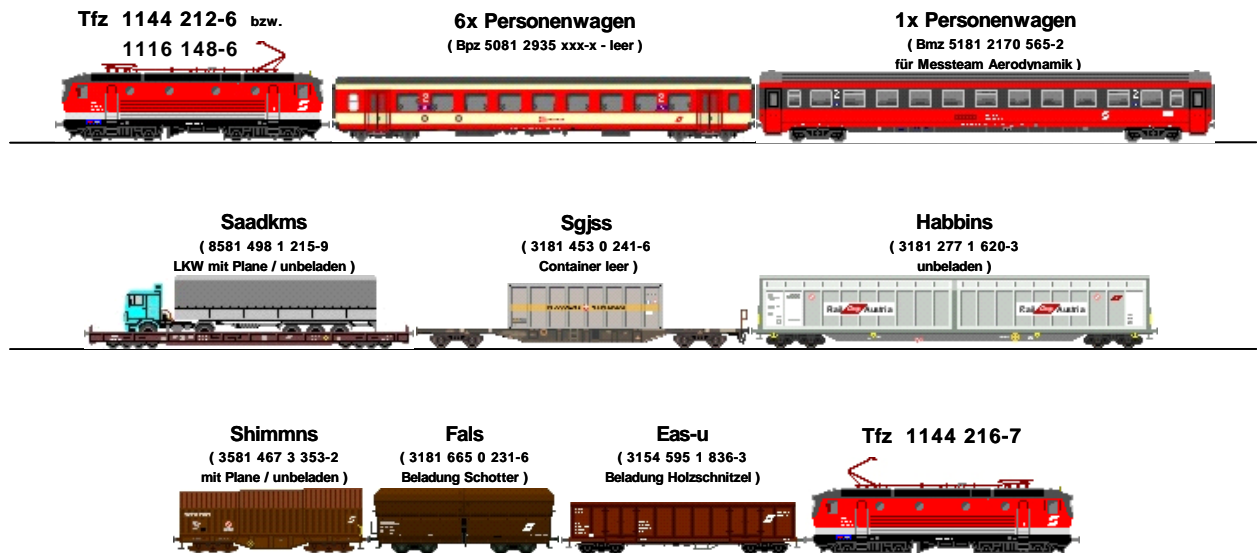 Tfz 1144 212-6 bzw.
1116 148-6
6x Personenwagen
( Bpz 5081 2935 xxx-x - leer )
1x Personenwagen
( Bmz 5181 2170 565-2
für Messteam Aerodynamik )
2
2
2
2
Saadkms
( 8581 498 1 215-9
LKW mit Plane / unbeladen )
Sgjss
( 3181 453 0 241-6
Container leer )
Habbins
( 3181 277 1 620-3
unbeladen )
Rail Cargo Austria
Rail Cargo Austria
Shimmns
( 3581 467 3 353-2
mit Plane / unbeladen )
Fals
( 3181 665 0 231-6
Beladung Schotter )
Eas-u
( 3154 595 1 836-3
Beladung Holzschnitzel )
Tfz 1144 216-7